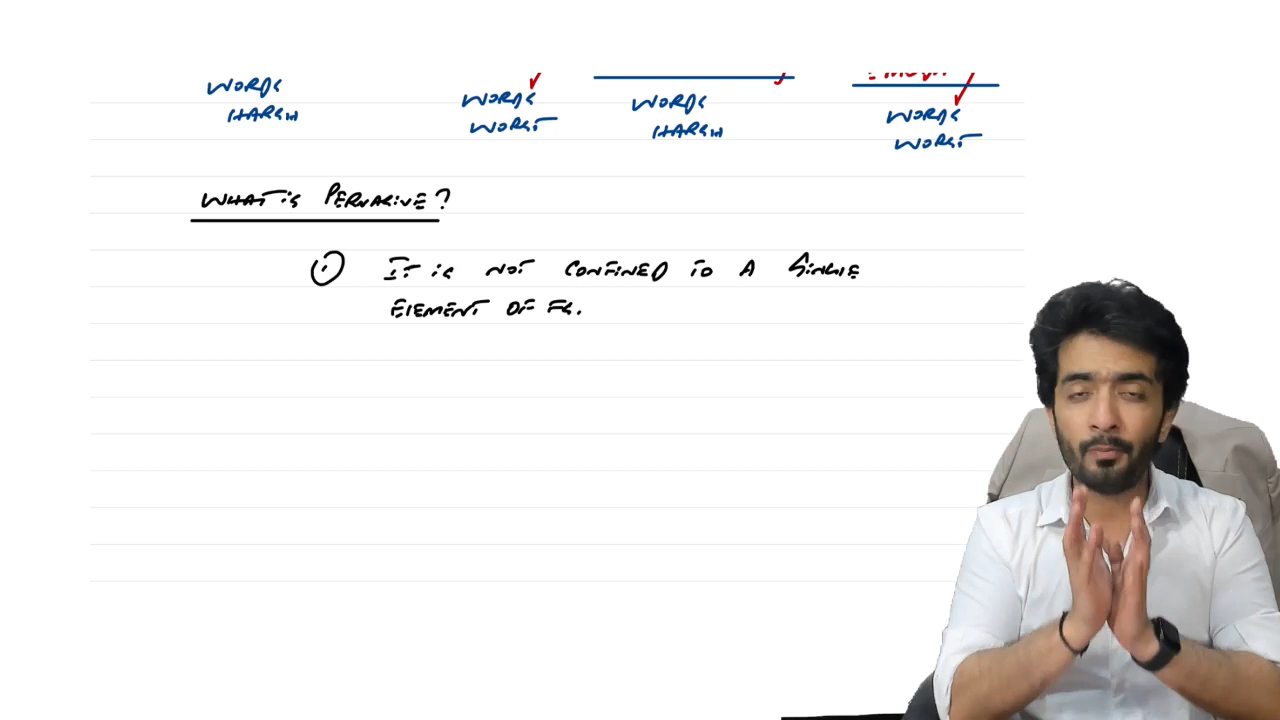 WORDS WORDS WORDS WORDS
HARSH WORST HARSH WORST
WHAT IS PERVASIVE?
① IT IS NOT CONFINED TO A SINGLE
ELEMENT OF FS.